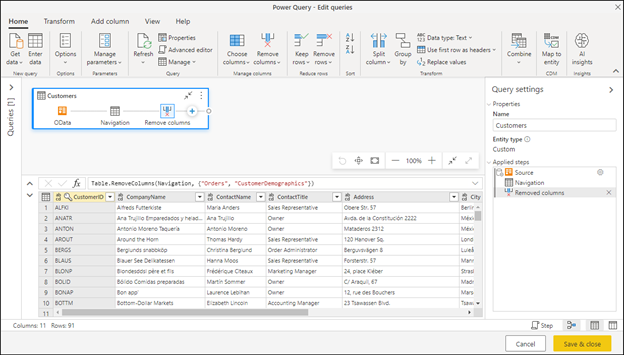 Power Query - Edit queries
Home Transform Add column View Help
Get data Enter data Options Manage parameters Refresh Properties Advanced editor Manage Choose columns Remove columns Keep rows Remove rows Split column Group by Data type: Text Use first row as headers Replace values Combine Map to entity AI insights
New query Options Parameters Query Manage columns Reduce rows Sort Transform CDM Insights
Queries [1]
Customers
OData Navigation Remove columns
100%
Table.RemoveColumns(Navigation, {"Orders", "CustomerDemographics"})
CustomerID CompanyName ContactName ContactTitle Address City
1 ALFKI Alfreds Futterkiste Maria Anders Sales Representative Obere Str. 57 Berlin
2 ANATR Ana Trujillo Emparedados y helad... Ana Trujillo Owner Avda. de la Constitución 2222 Méxi
3 ANTON Antonio Moreno Taquería Antonio Moreno Owner Mataderos 2312 Méxi
4 AROUT Around the Horn Thomas Hardy Sales Representative 120 Hanover Sq. Lond
5 BERGS Berglunds snabbköp Christina Berglund Order Administrator Berguvsvägen 8 Luleå
6 BLAUS Blauer See Delikatessen Hanna Moos Sales Representative Forsterstr. 57 Mann
7 BLONP Blondesddsl père et fils Frédérique Citeaux Marketing Manager 24, place Kléber Strasl
8 BOLID Bólido Comidas preparadas Martín Sommer Owner C/ Araquil, 67 Madri
9 BONAP Bon app' Laurence Lebihan Owner 12, rue des Bouchers Mars
10 BOTTM Bottom-Dollar Markets Elizabeth Lincoln Accounting Manager 23 Tsawassen Blvd. Tsaw
11
Query settings
Properties
Name
Customers
Entity type
Custom
Applied steps
Source
Navigation
Removed columns
Columns: 11 Rows: 91
Step
Cancel Save & close